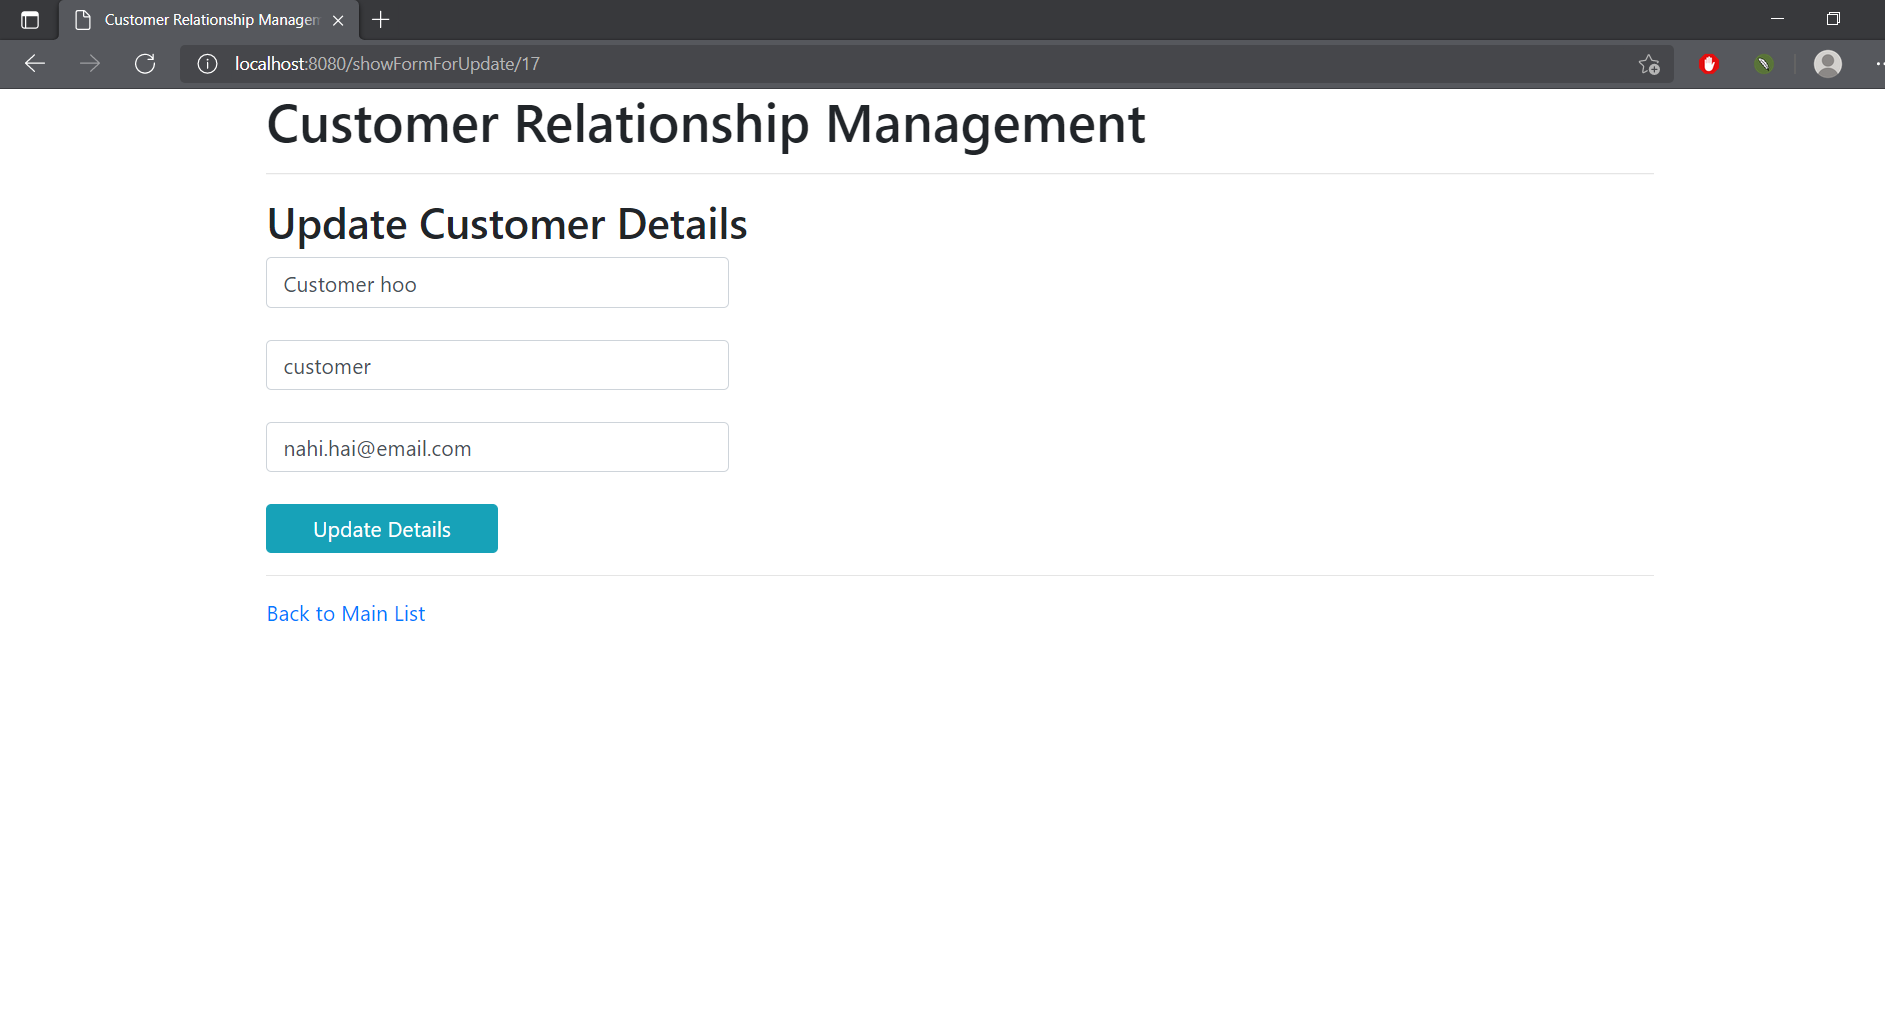 Customer Relationship Managem
localhost:8080/showFormForUpdate/17
Customer Relationship Management
Update Customer Details
Customer hoo
customer
nahi.hai@email.com
Update Details
Back to Main List